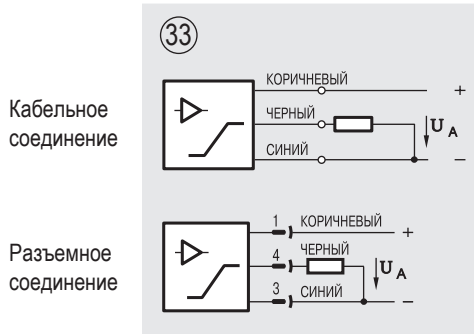 33
Кабельное
соединение
КОРИЧНЕВЫЙ +
ЧЕРНЫЙ
U A
СИНИЙ −
Разъемное
соединение
1 КОРИЧНЕВЫЙ +
4 ЧЕРНЫЙ
U A
3 СИНИЙ −